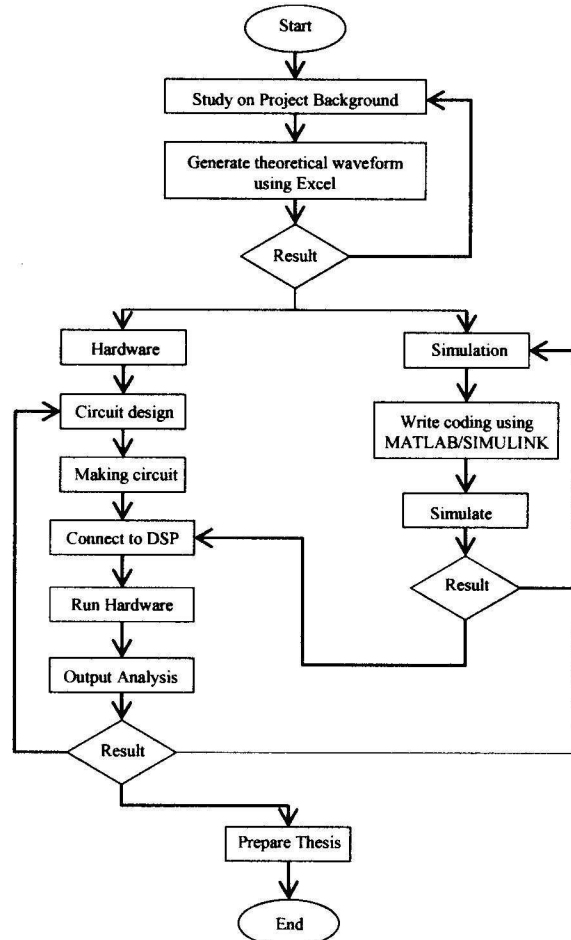 Start
Study on Project Background
Generate theoretical waveform
using Excel
Result
Hardware
Circuit design
Making circuit
Connect to DSP
Run Hardware
Output Analysis
Result
Simulation
Write coding using
MATLAB/SIMULINK
Simulate
Result
Prepare Thesis
End